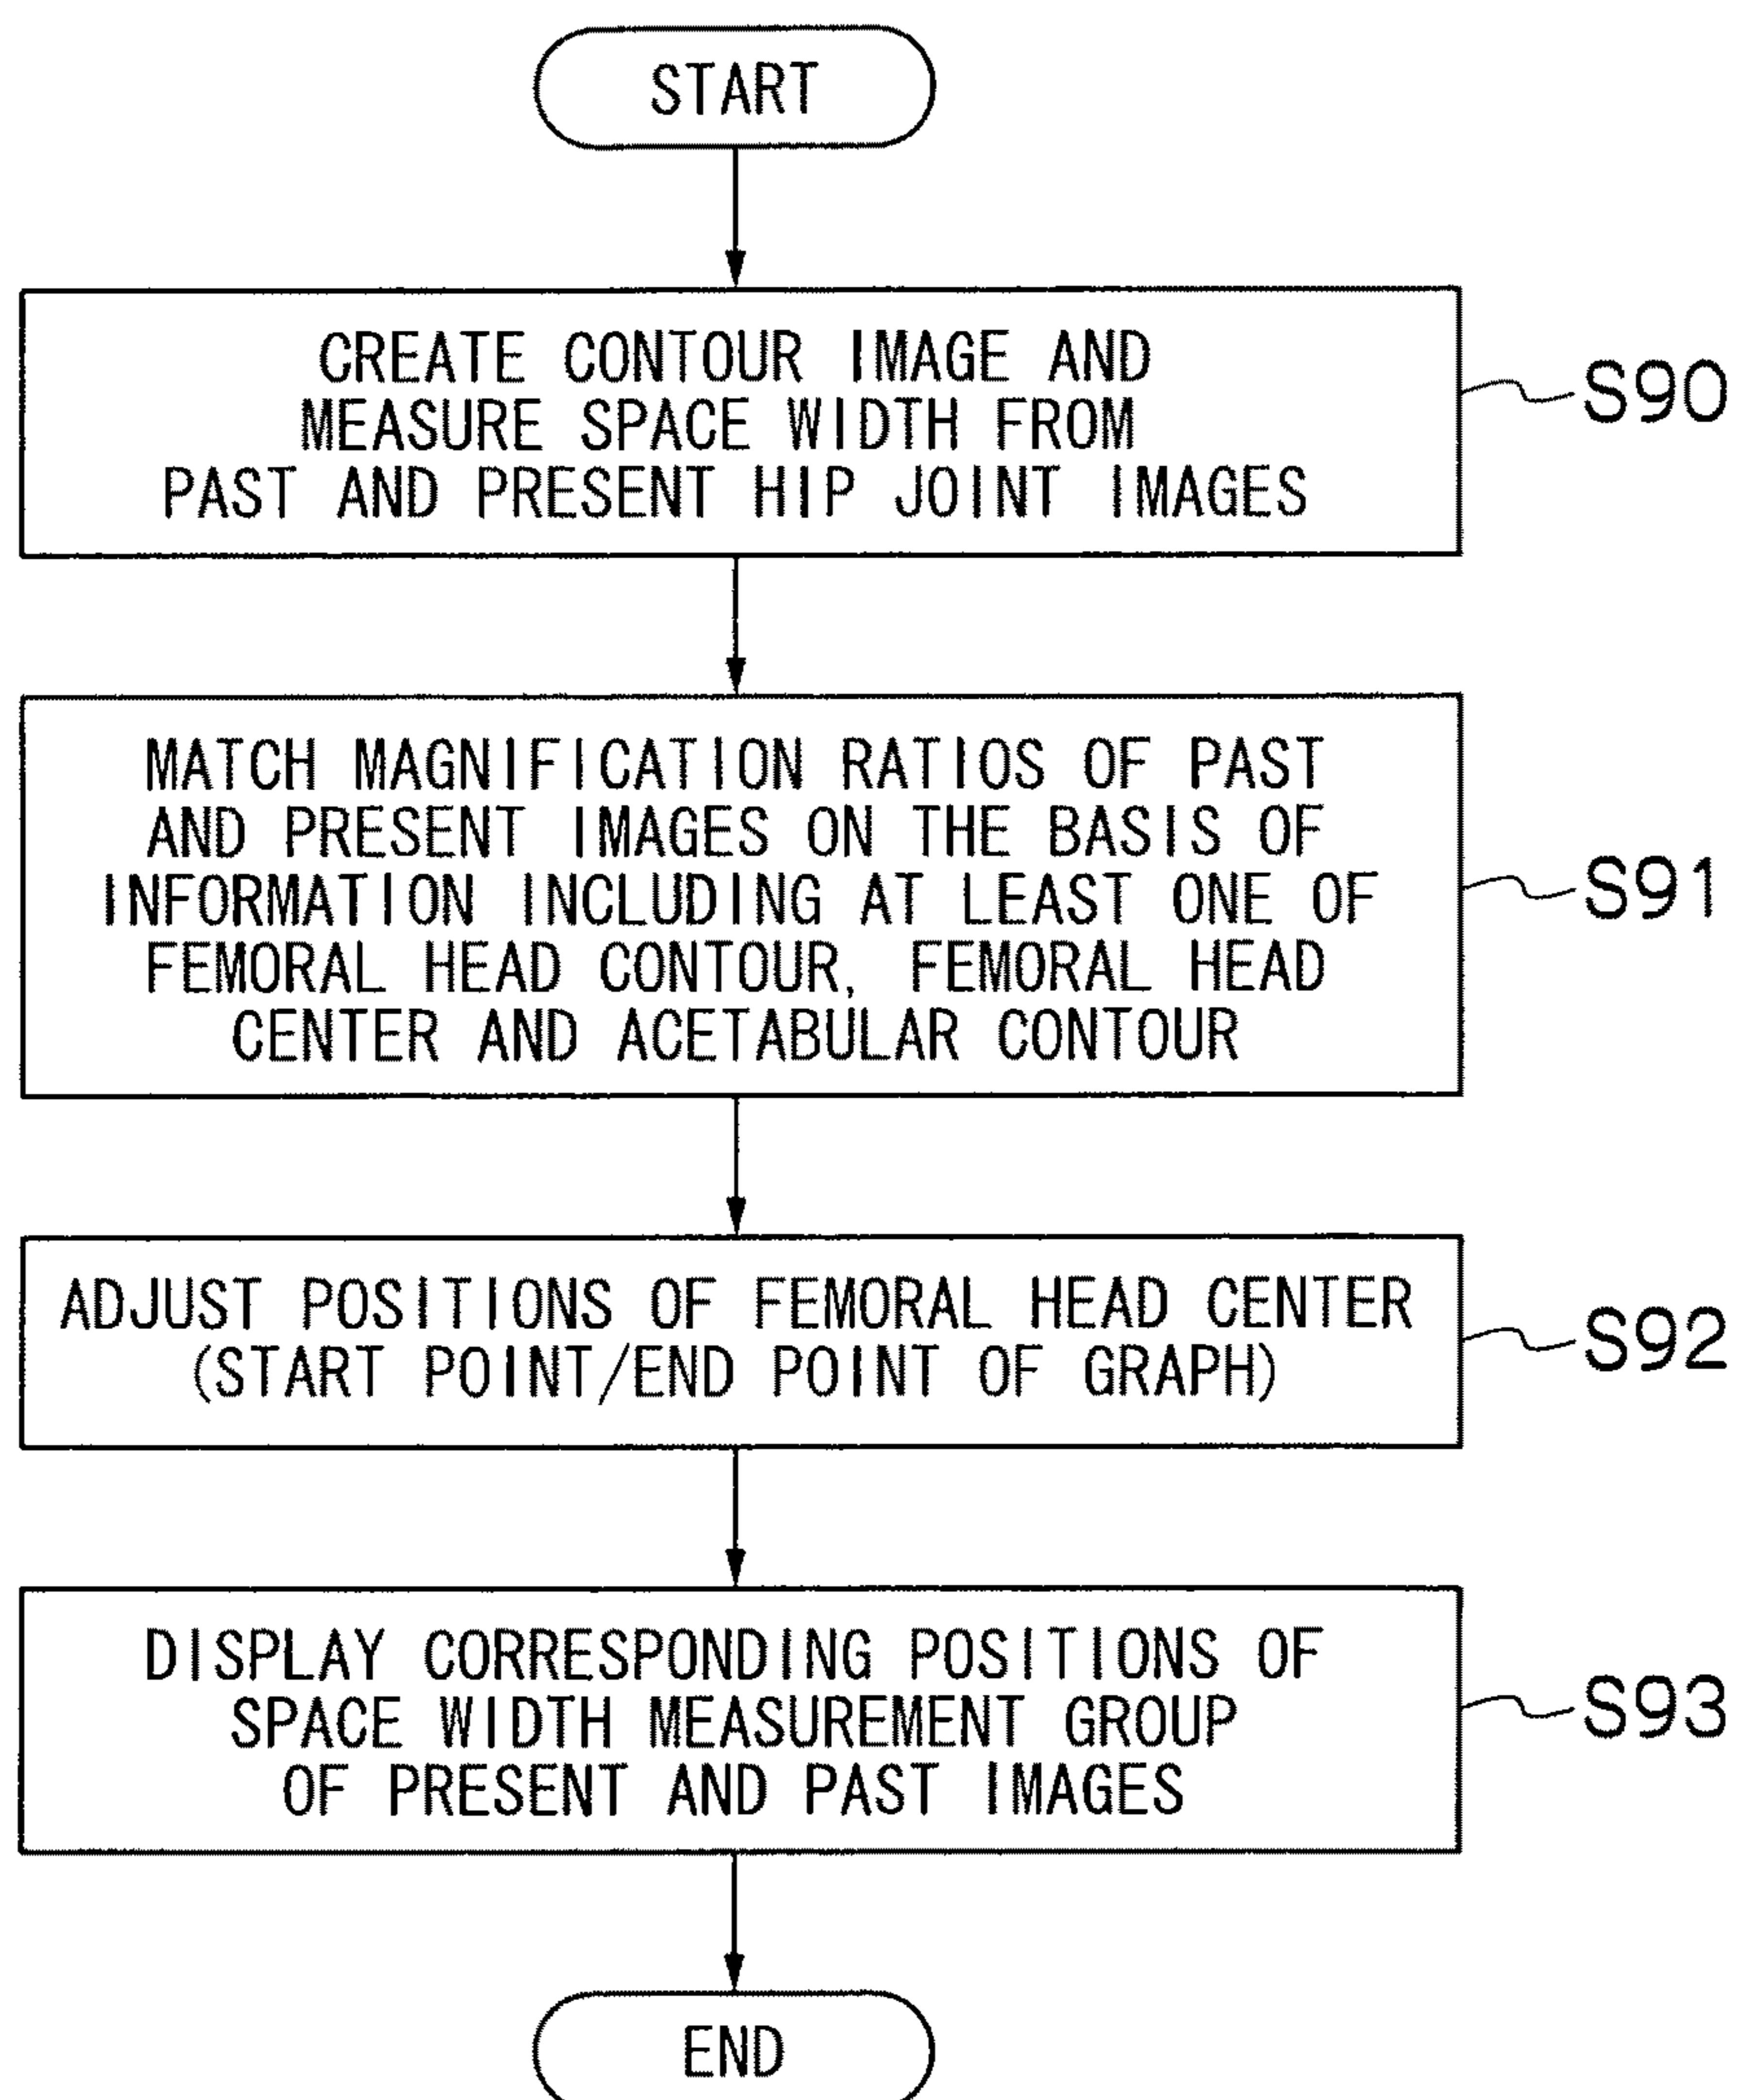 START
CREATE CONTOUR IMAGE AND
MEASURE SPACE WIDTH FROM
PAST AND PRESENT HIP JOINT IMAGES
S90
MATCH MAGNIFICATION RATIOS OF PAST
AND PRESENT IMAGES ON THE BASIS OF
INFORMATION INCLUDING AT LEAST ONE OF
FEMORAL HEAD CONTOUR, FEMORAL HEAD
CENTER AND ACETABULAR CONTOUR
S91
ADJUST POSITIONS OF FEMORAL HEAD CENTER
(START POINT/END POINT OF GRAPH)
S92
DISPLAY CORRESPONDING POSITIONS OF
SPACE WIDTH MEASUREMENT GROUP
OF PRESENT AND PAST IMAGES
S93
END